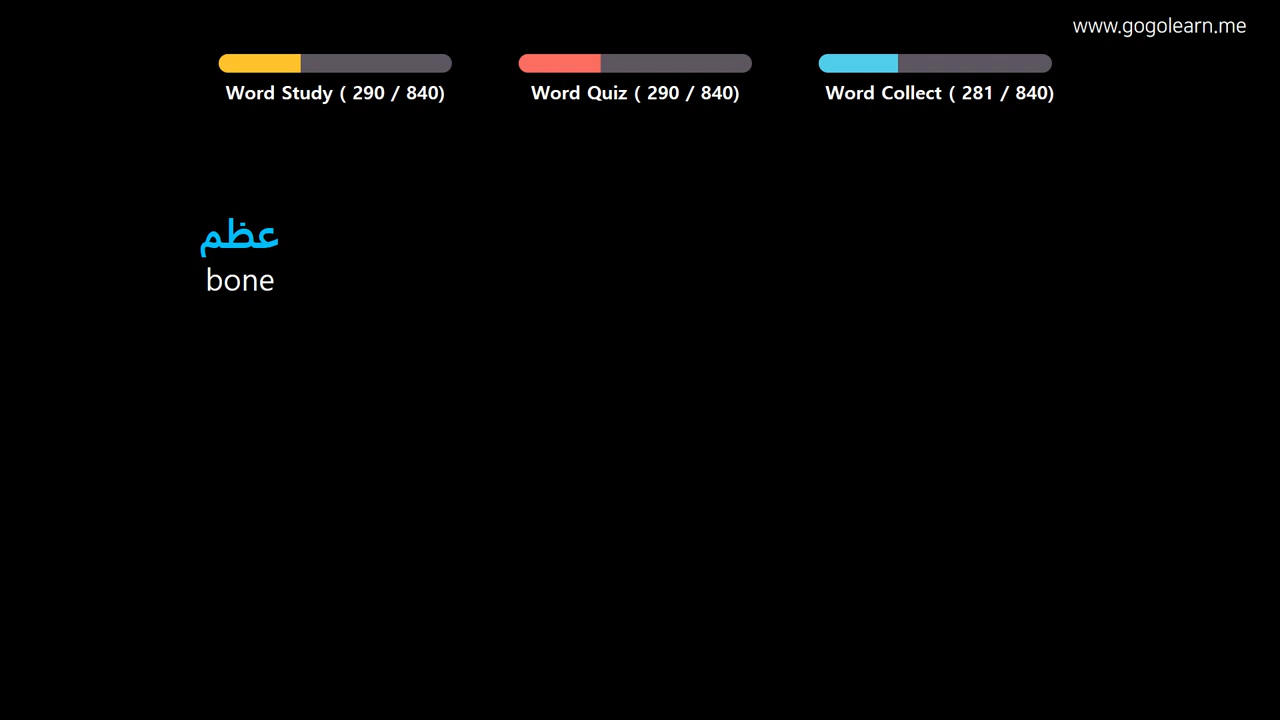 www.gogolearn.me
Word Study ( 290 / 840)
Word Quiz ( 290 / 840)
Word Collect ( 281 / 840)
عظم
bone